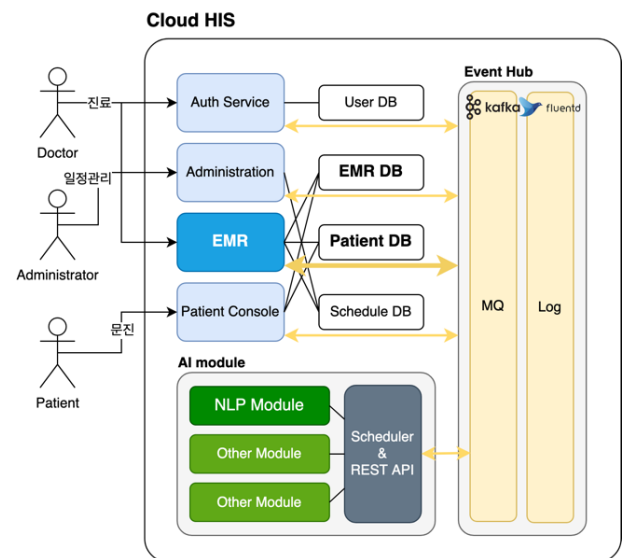 Cloud HIS
Event Hub
kafka
fluentd
Doctor
진료
Auth Service
User DB
일정관리
Administration
EMR DB
Administrator
EMR
Patient DB
Patient
문진
Patient Console
Schedule DB
MQ
Log
AI module
NLP Module
Other Module
Other Module
Scheduler
&
REST API